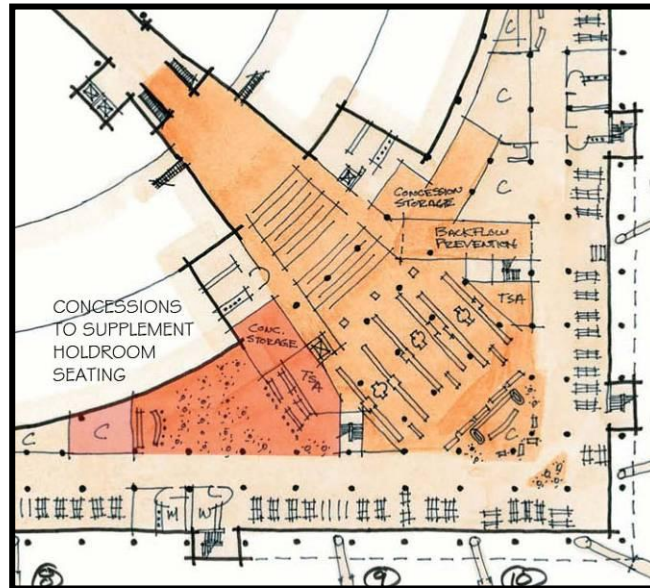 C
C
C
CONCESSION
STORAGE
BACKFLOW
PREVENTION
TSA
CONCESSIONS
TO SUPPLEMENT
HOLDROOM
SEATING
CONC.
STORAGE
TSA
C
C
C
M
W
8
9
10